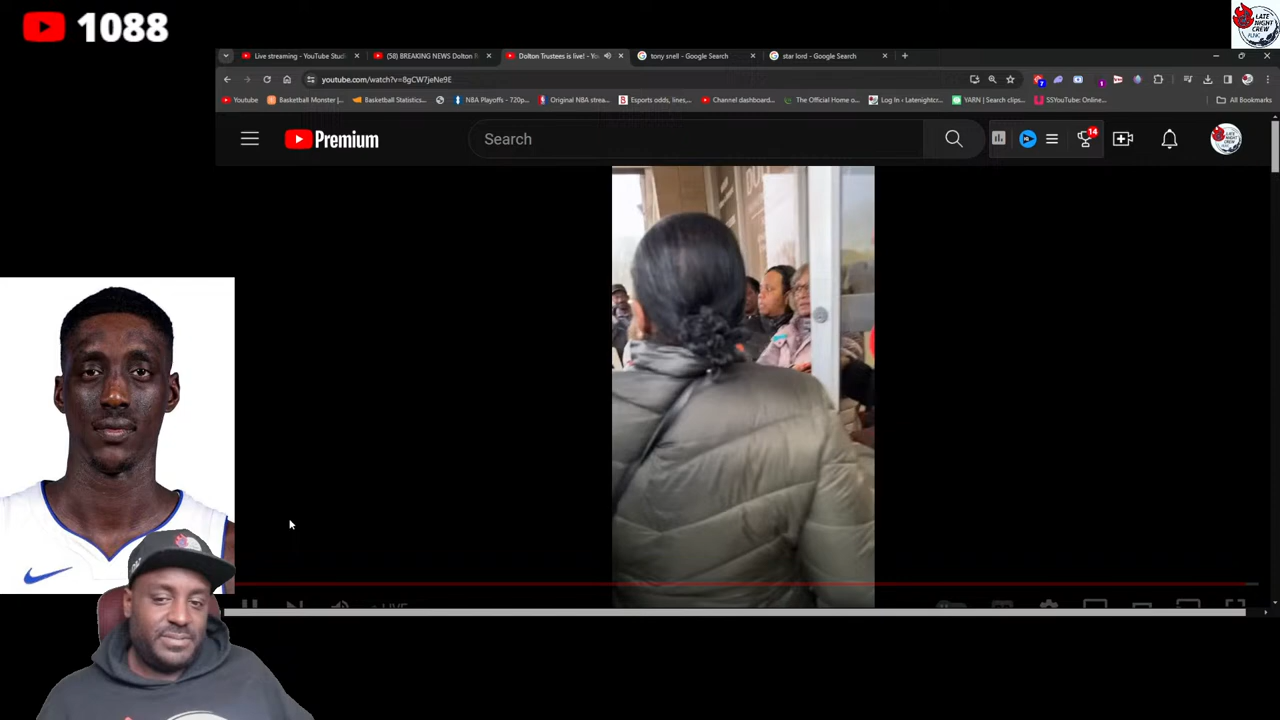 1088
LATE
NIGHT
CREW
Live streaming - YouTube Studi
(58) BREAKING NEWS Dolton R
Dolton Trustees is live! - Yo
tony snell - Google Search
star lord - Google Search
youtube.com/watch?v=8gCW7jeNe9E
Youtube
Basketball Monster |
Basketball Statistics...
NBA Playoffs - 720p...
Original NBA strea...
Esports odds, lines,...
Channel dashboard...
The Official Home o...
Log In ‹ Latenightcr...
YARN | Search clips...
SSYouTube: Online...
All Bookmarks
Premium
Search
14
LIVE